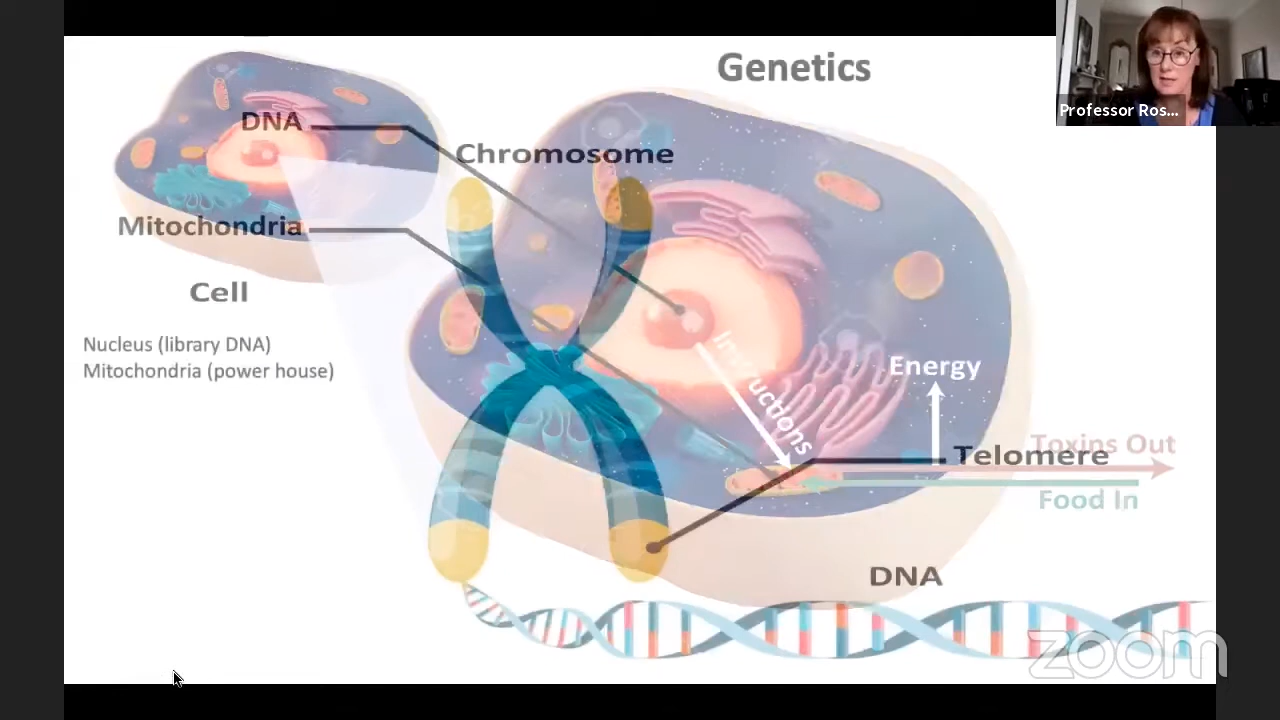 Genetics
Professor Ros...
DNA
Chromosome
Mitochondria
Cell
Nucleus (library DNA)
Mitochondria (power house)
Instructions
Energy
Toxins Out
Telomere
Food In
DNA
zoom